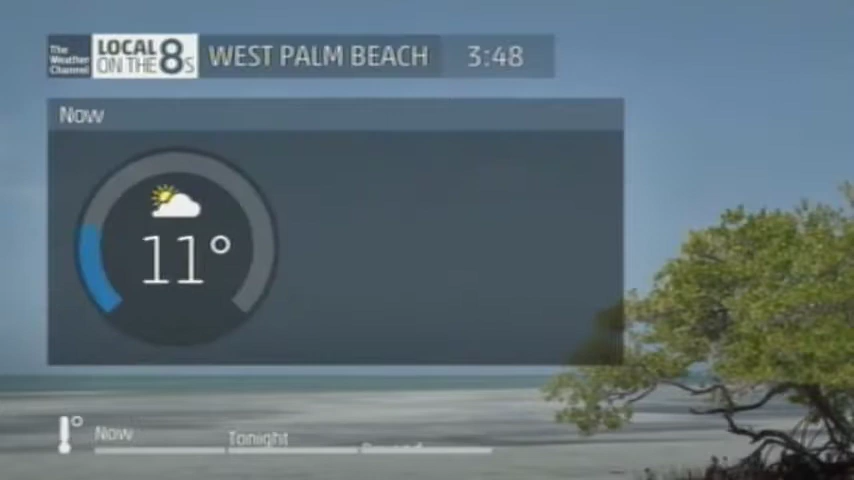 The Weather Channel
LOCAL ON THE 8s
WEST PALM BEACH
3:48
Now
11°
Now
Tonight